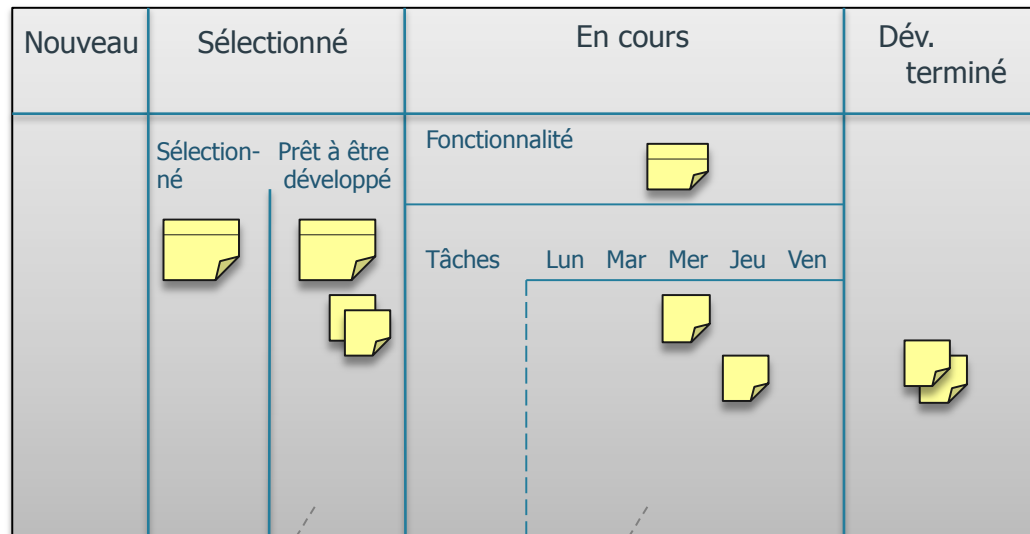 Nouveau
Sélectionné
En cours
Dév.
terminé
Sélection-
né
Prêt à être
développé
Fonctionnalité
Tâches
Lun Mar Mer Jeu Ven